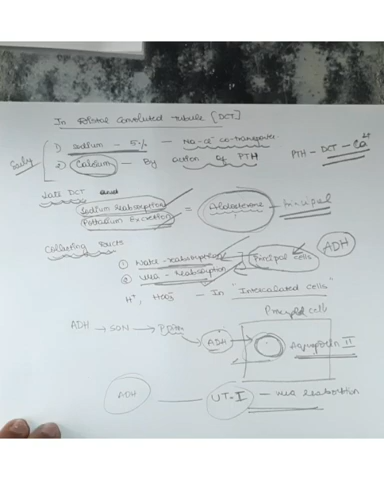 In Distal Convoluted tubule [DCT]
Early
1) Sodium - 5% - Na-cl⁻ co-transporter
2) Calcium - By action of PTH
PTH - DCT - Ca²⁺
Late DCT
Sodium reabsorption
Potassium Excretion = Aldosterone - Principal
Collecting Ducts
ADH
① Water reabsorption - Principal cells
② Urea - Reabsorption
H⁺, HCO₃⁻ - In "Intercalated cells"
Principal cells
ADH → SON → P. → ADH → Aquaporin II
ADH — UT-I - urea reabsorption